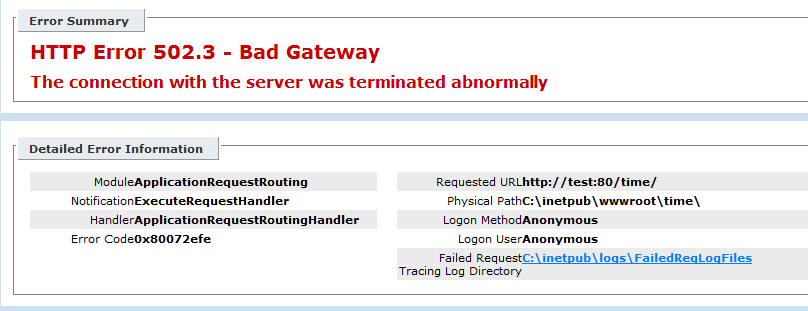 Error Summary
HTTP Error 502.3 - Bad Gateway
The connection with the server was terminated abnormally
Detailed Error Information
Module ApplicationRequestRouting
Notification ExecuteRequestHandler
Handler ApplicationRequestRoutingHandler
Error Code 0x80072efe
Requested URL http://test:80/time/
Physical Path C:\inetpub\wwwroot\time\
Logon Method Anonymous
Logon User Anonymous
Failed Request C:\inetpub\logs\FailedReqLogFiles
Tracing Log Directory